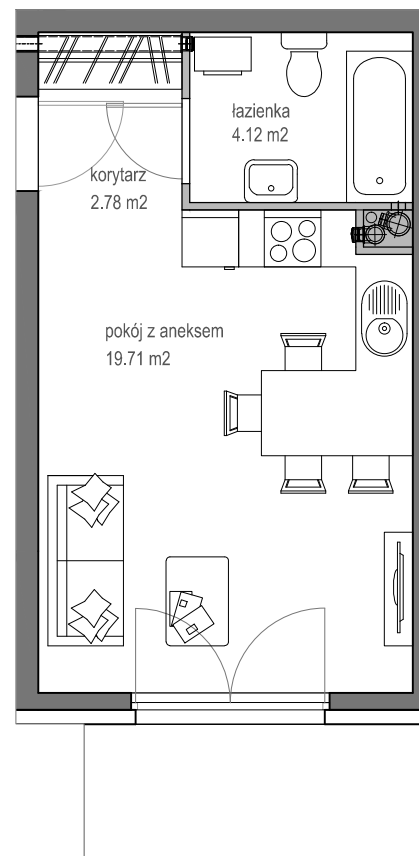 łazienka
4.12 m2
korytarz
2.78 m2
pokój z aneksem
19.71 m2